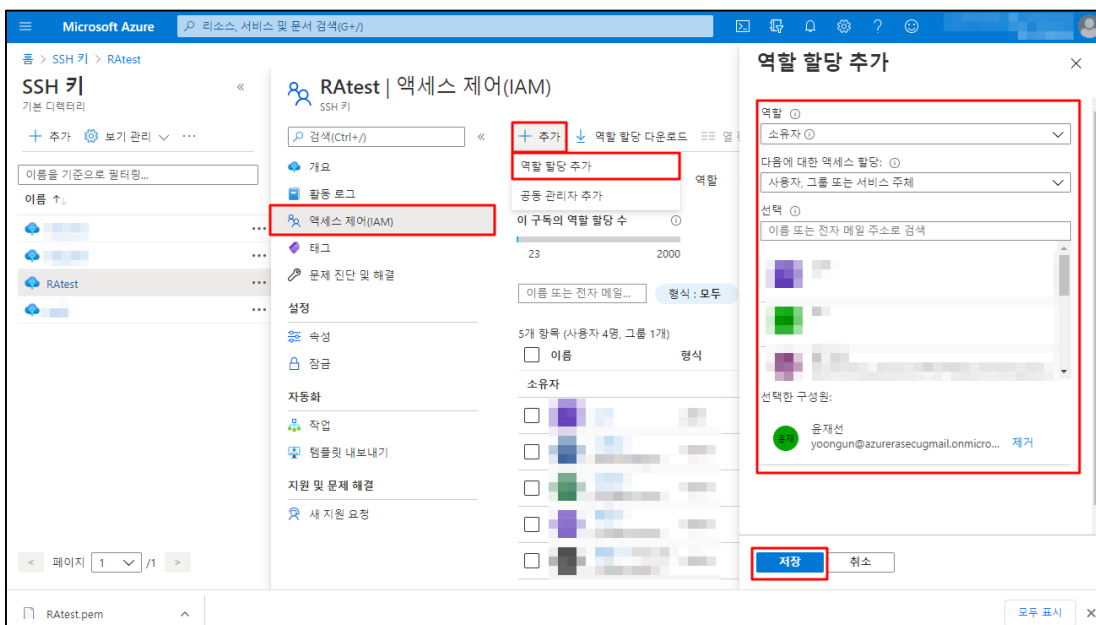 Microsoft Azure
리소스, 서비스 및 문서 검색(G+/)
홈 > SSH 키 > RAtest
SSH 키
기본 디렉터리
추가 보기 관리
이름을 기준으로 필터링...
이름
RAtest
< 페이지 1 /1 >
RAtest | 액세스 제어(IAM)
SSH 키
검색(Ctrl+/)
개요
활동 로그
액세스 제어(IAM)
태그
문제 진단 및 해결
설정
속성
잠금
자동화
작업
템플릿 내보내기
지원 및 문제 해결
새 지원 요청
추가 역할 할당 다운로드 열
역할 할당 추가
공동 관리자 추가
역할
이 구독의 역할 할당 수
23 2000
이름 또는 전자 메일...
형식 : 모두
5개 항목 (사용자 4명, 그룹 1개)
이름 형식
소유자
역할 할당 추가
역할
소유자
다음에 대한 액세스 할당:
사용자, 그룹 또는 서비스 주체
선택
이름 또는 전자 메일 주소로 검색
선택한 구성원:
윤재
윤재선
yoongun@azurerasecugmail.onmicro... 제거
저장 취소
RAtest.pem
모두 표시